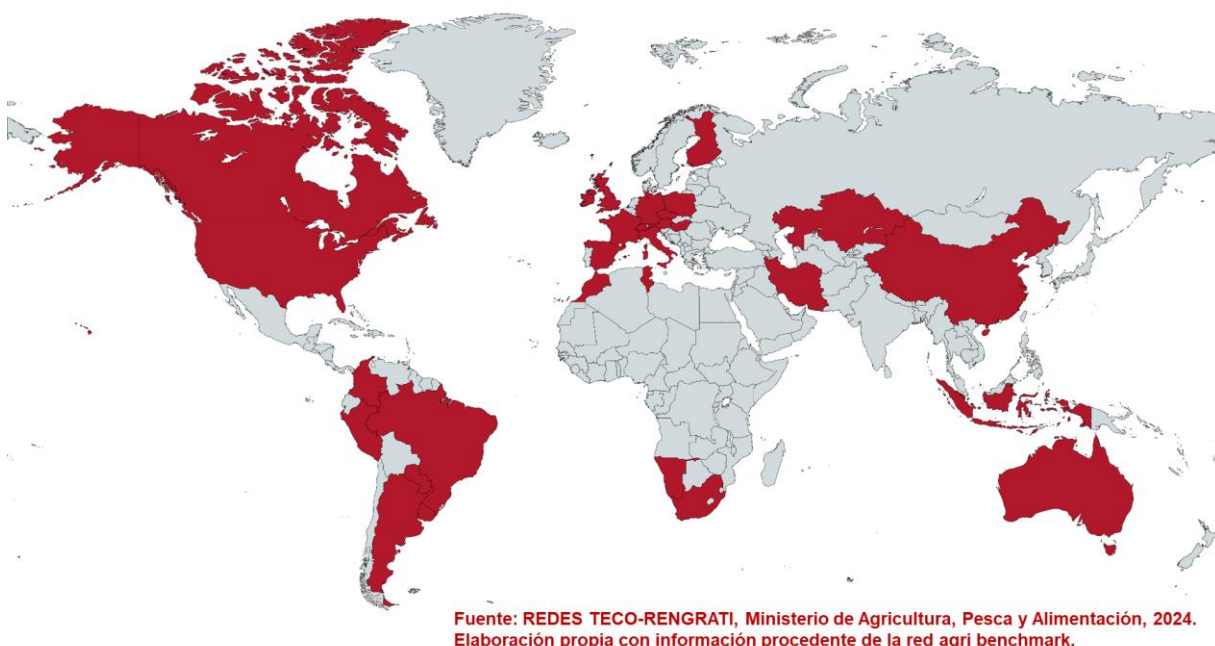 Fuente: REDES TECO-RENGRATI, Ministerio de Agricultura, Pesca y Alimentación, 2024.
Elaboración propia con información procedente de la red agri benchmark.